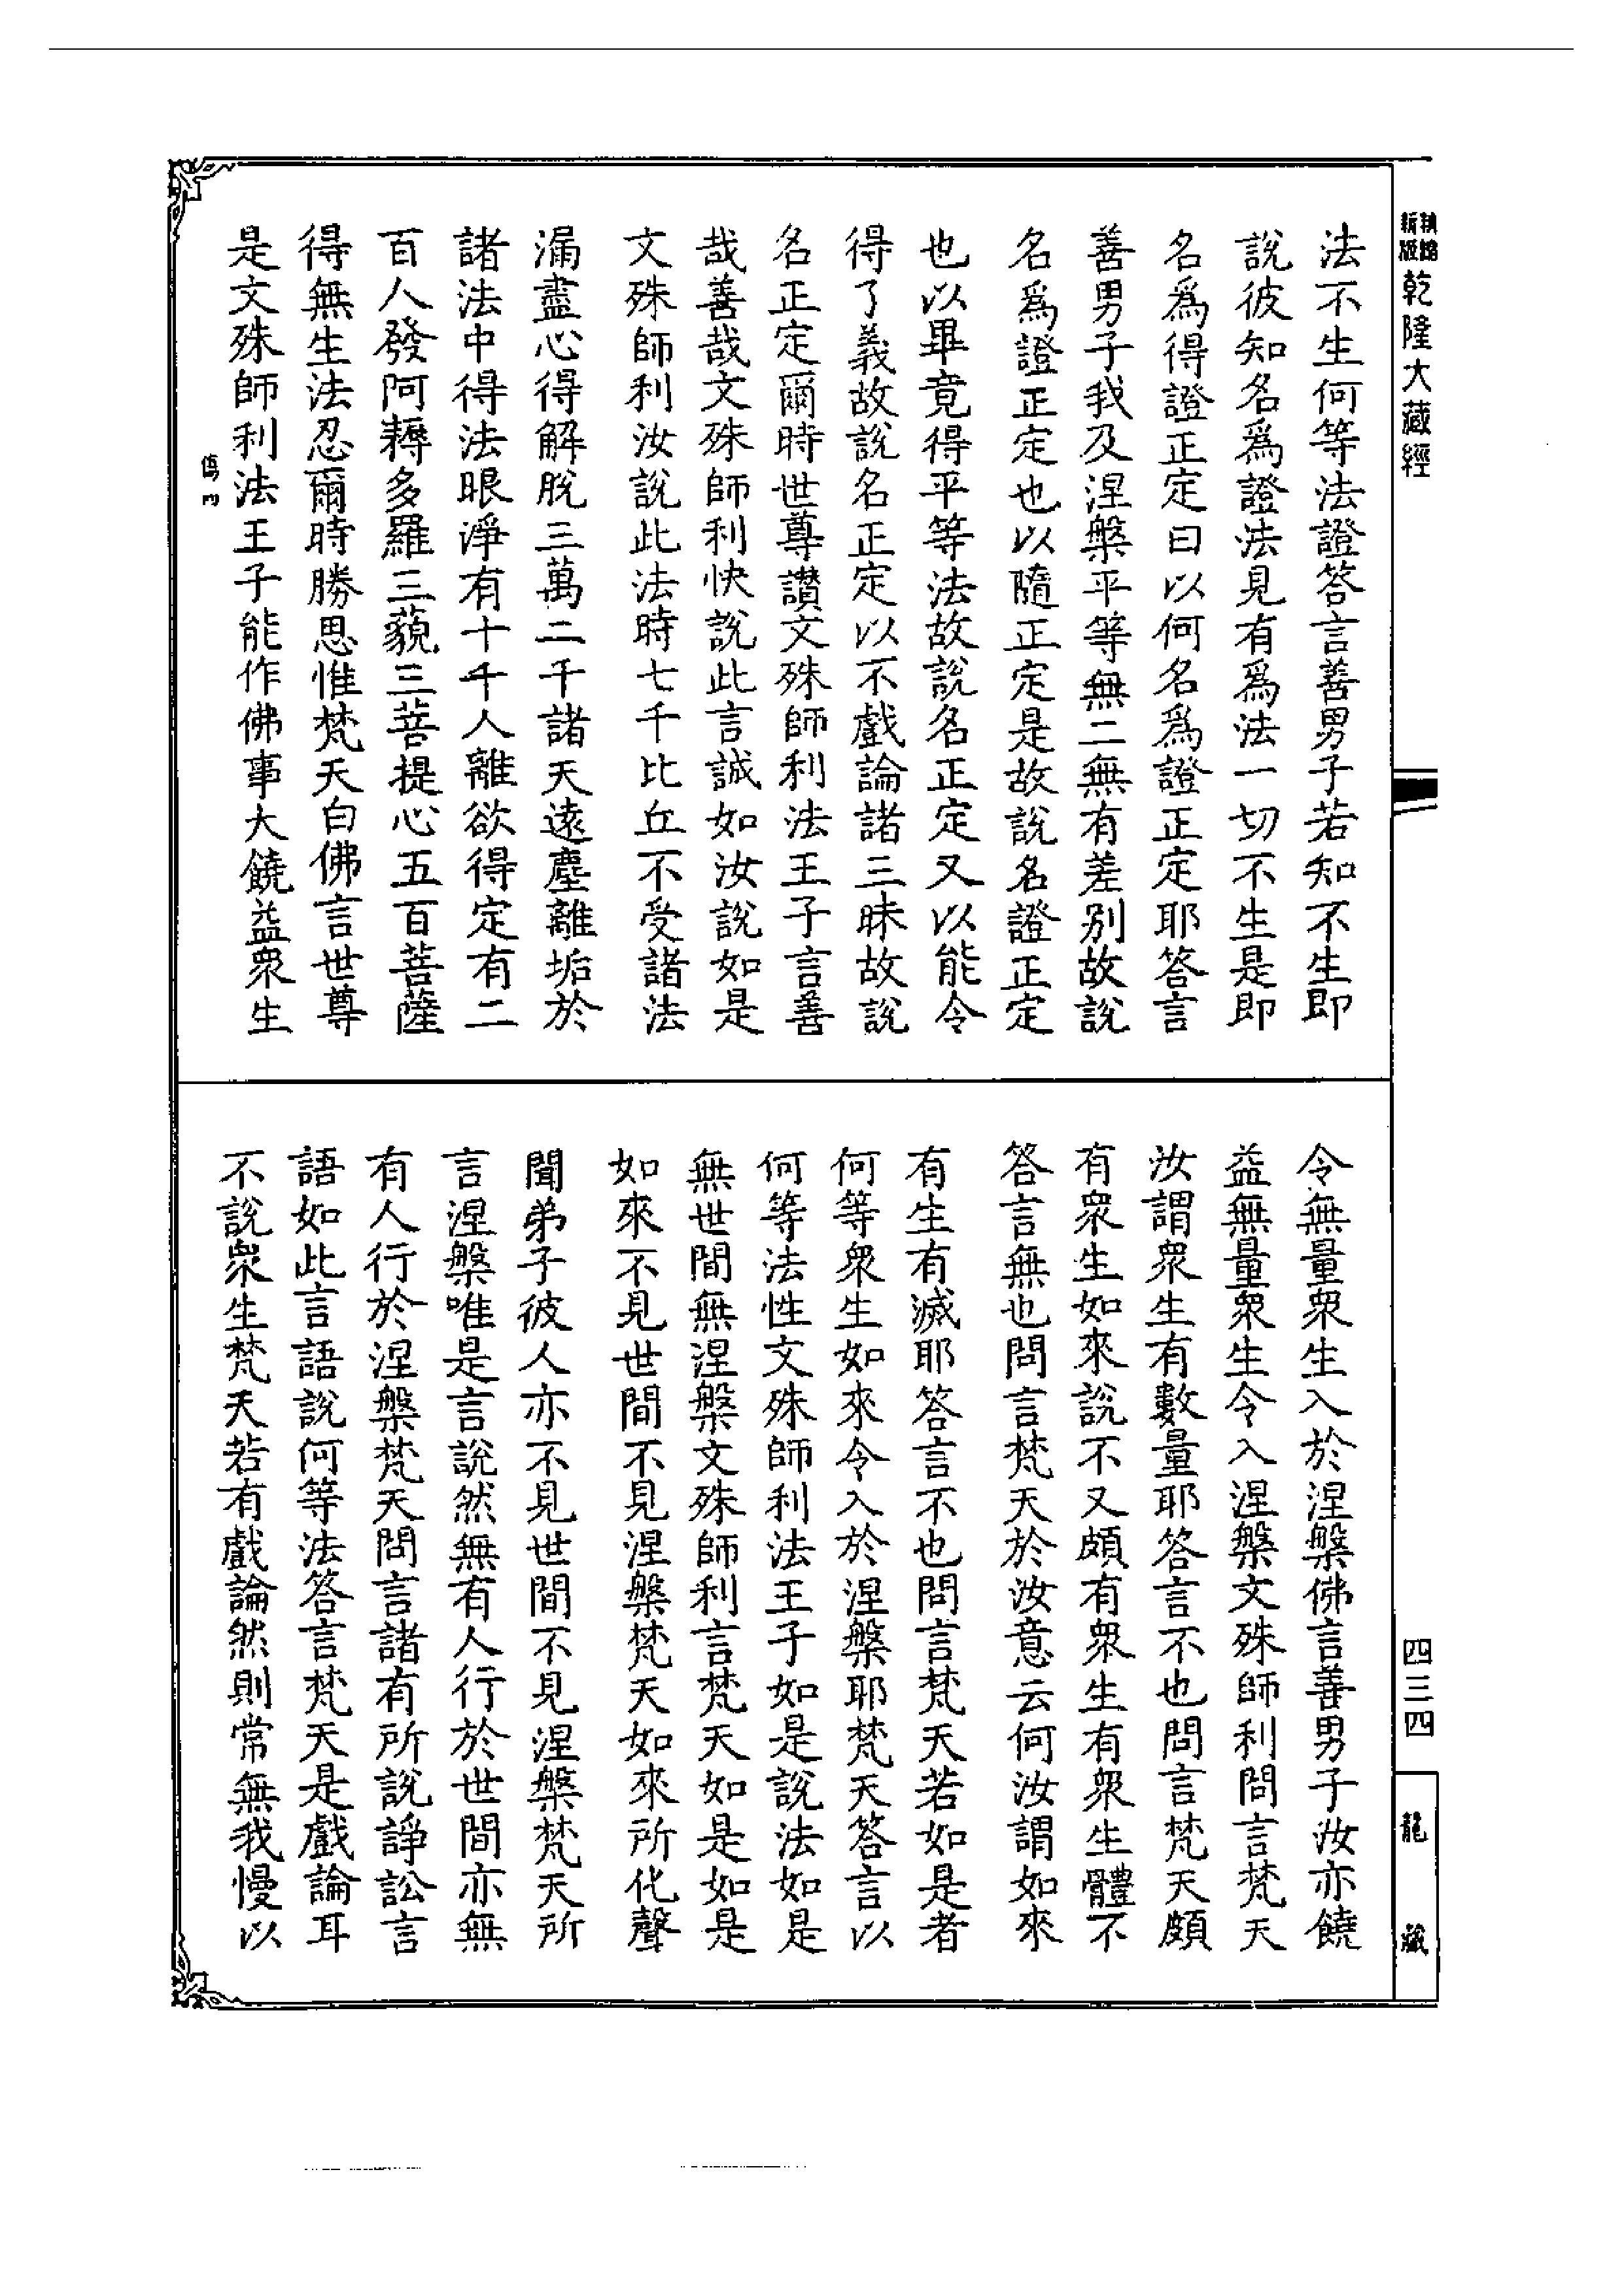 新版
乾隆大藏經
法不生何等法證答言善男子若知不生即
說彼知名爲證法見有爲法一切不生是即
名爲得證正定曰以何名爲證正定耶答言
善男子我及涅槃平等無二無有差別故說
名爲證正定也以隨正定是故說名證正定
也以畢竟得平等法故說名正定又以能令
得了義故說名正定以不戲論諸三昧故說
名正定爾時世尊讚文殊師利法王子言善
哉善哉文殊師利快說此言誠如汝說如是
文殊師利汝說此法時七千比丘不受諸法
漏盡心得解脫三萬二千諸天遠塵離垢於
諸法中得法眼淨有十千人離欲得定有二
百人發阿耨多羅三藐三菩提心五百菩薩
得無生法忍爾時勝思惟梵天白佛言世尊
是文殊師利法王子能作佛事大饒益衆生
令無量衆生入於涅槃佛言善男子汝亦饒
益無量衆生令入涅槃文殊師利問言梵天
汝謂衆生有數量耶答言不也問言梵天頗
有衆生如來說不又頗有衆生有衆生體不
答言無也問言梵天於汝意云何汝謂如來
有生有滅耶答言不也問言梵天若如是者
何等衆生如來令入於涅槃耶梵天答言以
何等法性文殊師利法王子如是說法如是
無世間無涅槃文殊師利言梵天如是如是
如來不見世間不見涅槃梵天如來所化聲
聞弟子彼人亦不見世間不見涅槃梵天所
言涅槃唯是言說然無有人行於世間亦無
有人行於涅槃梵天問言諸有所說諍訟言
語如此言語說何等法答言梵天是戲論耳
不說衆生梵天若有戲論然則常無我慢以
四三四
龍藏